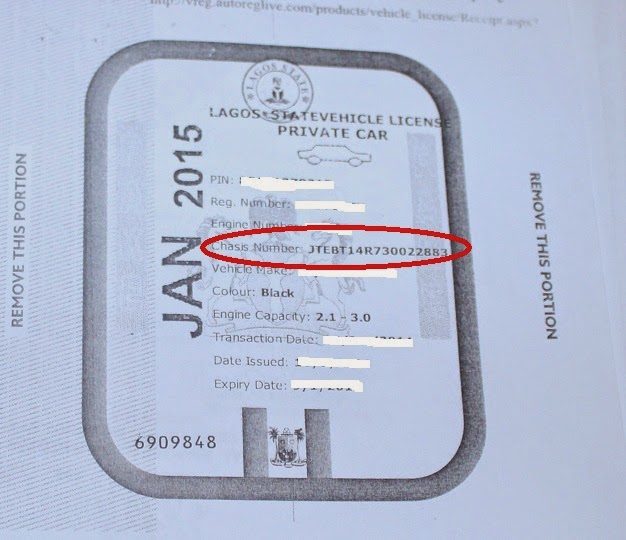 http://vreg.autoreglive.com/products/vehicle_license/Receipt.aspx?
LAGOS STATE
LAGOS STATEVEHICLE LICENSE
PRIVATE CAR
JAN 2015
PIN:
Reg. Number:
Engine Number
Chasis Number: JTEBT14R730022883
Vehicle Make:
Colour: Black
Engine Capacity: 2.1 - 3.0
Transaction Date:
Date Issued:
Expiry Date:
6909848
REMOVE THIS PORTION
REMOVE THIS PORTION